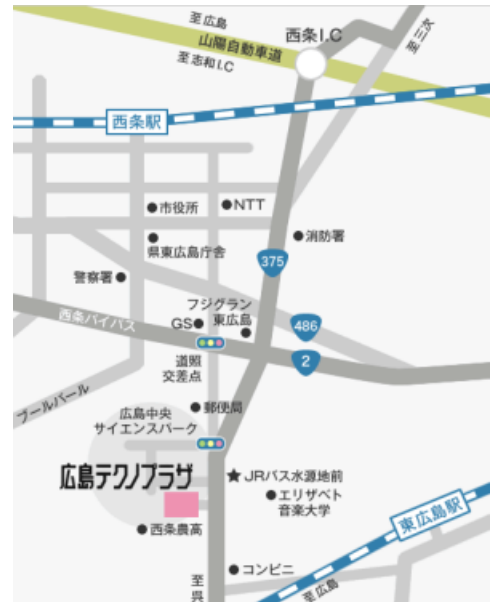 至広島
西条I.C
山陽自動車道
至志和I.C
至三次
西条駅
市役所
NTT
県東広島庁舎
消防署
375
警察署
フジグラン
東広島
486
西条バイパス
GS
2
道照
交差点
ブールバール
広島中央
サイエンスパーク
郵便局
広島テクノプラザ
★JRバス水源地前
エリザベト
音楽大学
東広島駅
西条農高
コンビニ
至呉
至広島